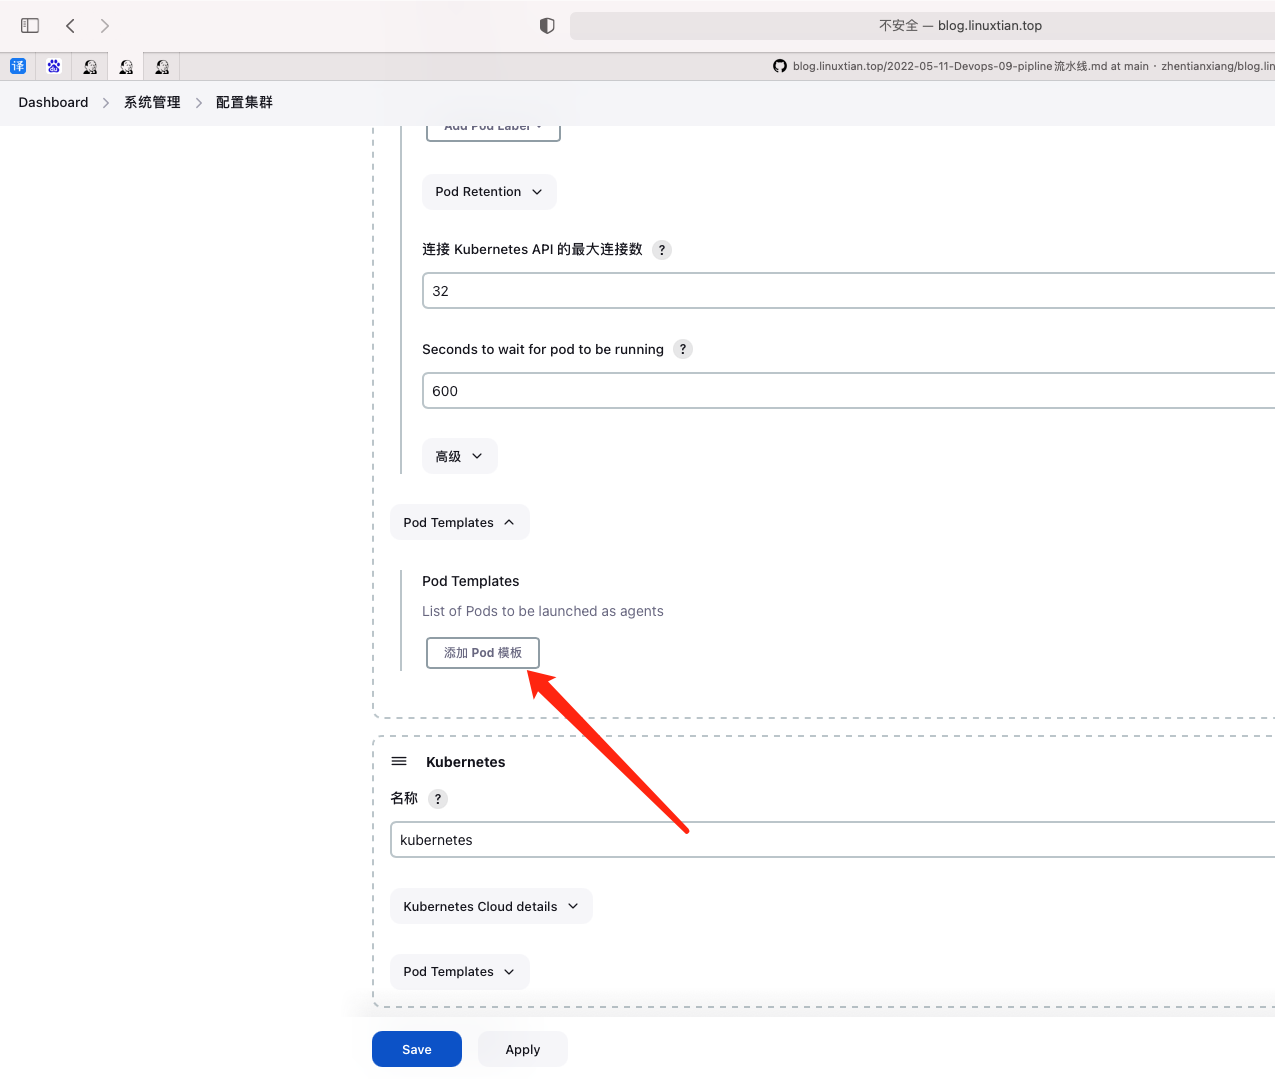 不安全 — blog.linuxtian.top
译
blog.linuxtian.top/2022-05-11-Devops-09-pipline流水线.md at main · zhentianxiang/blog.lin
Dashboard > 系统管理 > 配置集群
Add Pod Label
Pod Retention
连接 Kubernetes API 的最大连接数 ?
32
Seconds to wait for pod to be running ?
600
高级
Pod Templates
Pod Templates
List of Pods to be launched as agents
添加 Pod 模板
Kubernetes
名称 ?
kubernetes
Kubernetes Cloud details
Pod Templates
Save Apply